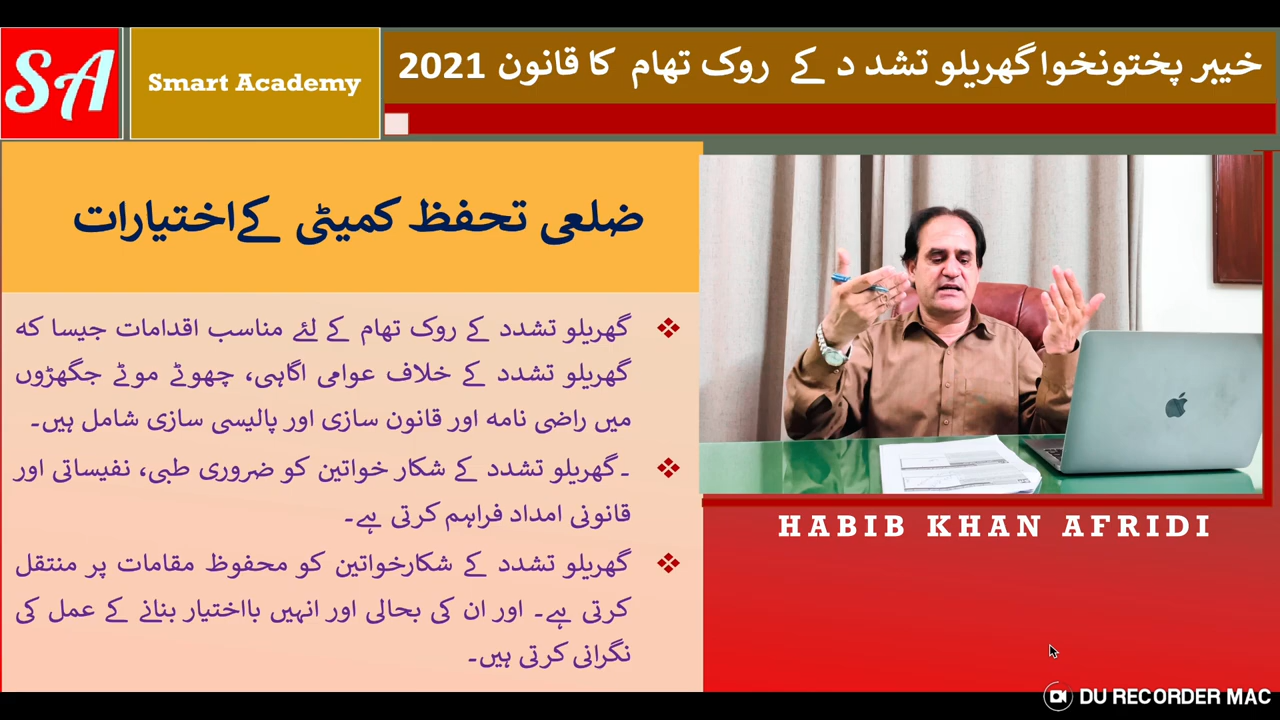 SA
Smart Academy
خیبر پختونخوا گھریلو تشد د کے روک تھام کا قانون 2021
ضلعی تحفظ کمیٹی کےاختیارات
گھریلو تشدد کے روک تھام کے لئے مناسب اقدامات جیسا کہ
گھریلو تشدد کے خلاف عوامی اگاہی، چھوٹے موٹے جگھڑوں
میں راضی نامہ اور قانون سازی اور پالیسی سازی شامل ہیں۔
۔گھریلو تشدد کے شکار خواتین کو ضروری طبی، نفیساتی اور
قانونی امداد فراہم کرتی ہے۔
گھریلو تشدد کے شکارخواتین کو محفوظ مقامات پر منتقل
کرتی ہے۔ اور ان کی بحالی اور انہیں بااختیار بنانے کے عمل کی
نگرانی کرتی ہیں۔
HABIB KHAN AFRIDI
DU RECORDER MAC